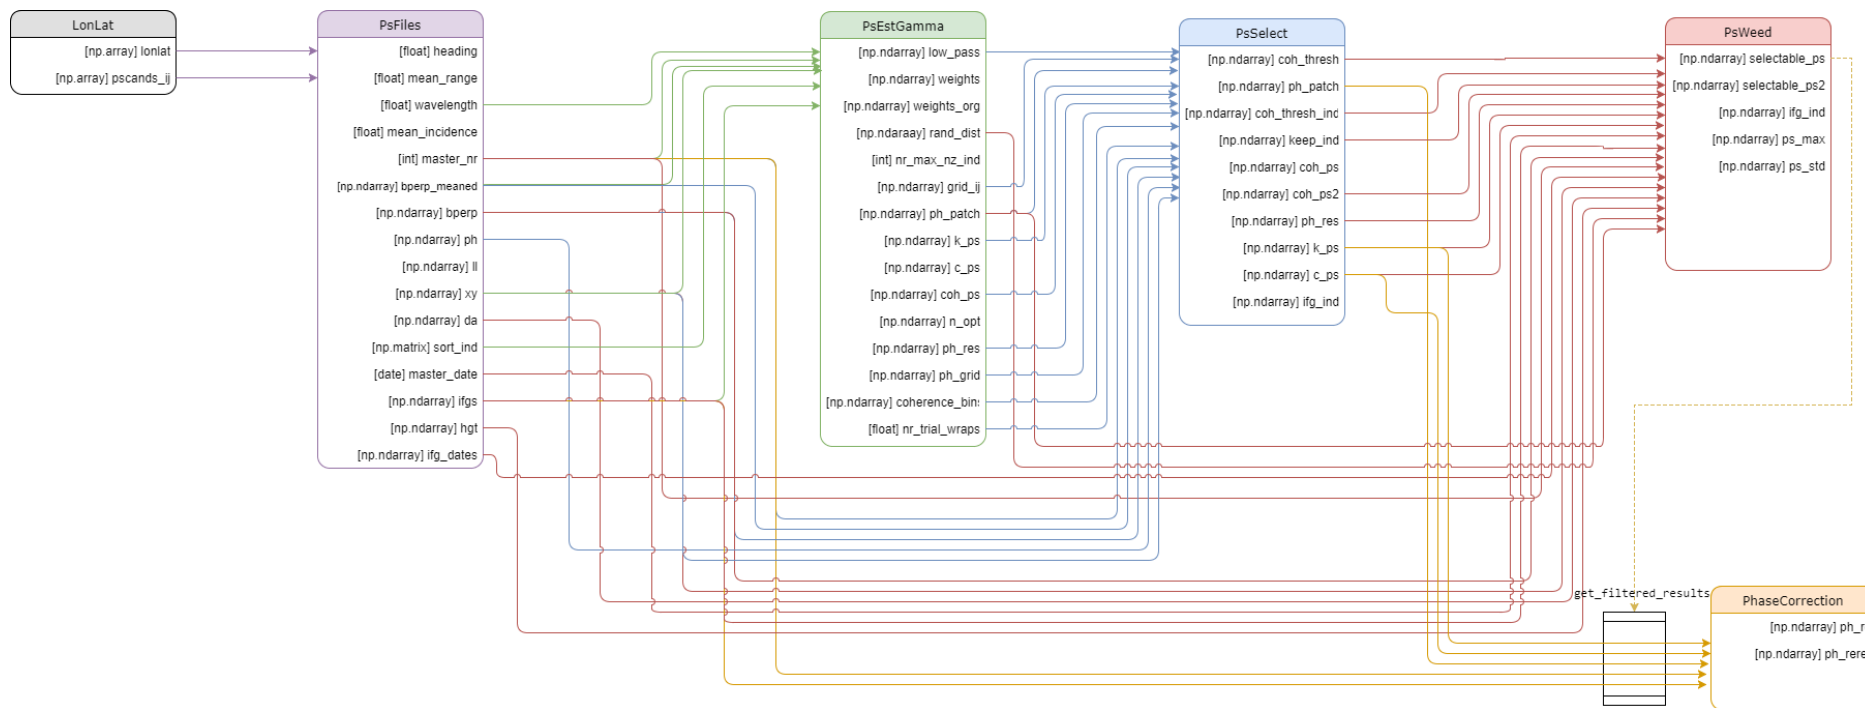 LonLat
[np.array] lonlat
[np.array] pscands_ij
PsFiles
[float] heading
[float] mean_range
[float] wavelength
[float] mean_incidence
[int] master_nr
[np.ndarray] bperp_meaned
[np.ndarray] bperp
[np.ndarray] ph
[np.ndarray] ll
[np.ndarray] xy
[np.ndarray] da
[np.matrix] sort_ind
[date] master_date
[np.ndarray] ifgs
[np.ndarray] hgt
[np.ndarray] ifg_dates
PsEstGamma
[np.ndarray] low_pass
[np.ndarray] weights
[np.ndarray] weights_org
[np.ndaraay] rand_dist
[int] nr_max_nz_ind
[np.ndarray] grid_ij
[np.ndarray] ph_patch
[np.ndarray] k_ps
[np.ndarray] c_ps
[np.ndarray] coh_ps
[np.ndarray] n_opt
[np.ndarray] ph_res
[np.ndarray] ph_grid
[np.ndarray] coherence_bin
[float] nr_trial_wraps
PsSelect
[np.ndarray] coh_thresh
[np.ndarray] ph_patch
[np.ndarray] coh_thresh_ind
[np.ndarray] keep_ind
[np.ndarray] coh_ps
[np.ndarray] coh_ps2
[np.ndarray] ph_res
[np.ndarray] k_ps
[np.ndarray] c_ps
[np.ndarray] ifg_ind
PsWeed
[np.ndarray] selectable_ps
[np.ndarray] selectable_ps2
[np.ndarray] ifg_ind
[np.ndarray] ps_max
[np.ndarray] ps_std
get_filtered_results
PhaseCorrection
[np.ndarray] ph_r
[np.ndarray] ph_rere